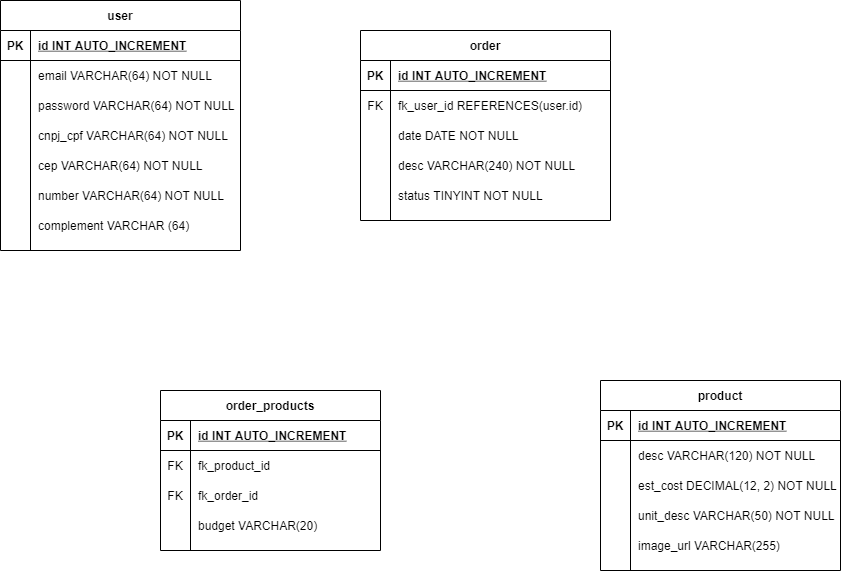 user
PK id INT AUTO_INCREMENT
email VARCHAR(64) NOT NULL
password VARCHAR(64) NOT NULL
cnpj_cpf VARCHAR(64) NOT NULL
cep VARCHAR(64) NOT NULL
number VARCHAR(64) NOT NULL
complement VARCHAR (64)
order
PK id INT AUTO_INCREMENT
FK fk_user_id REFERENCES(user.id)
date DATE NOT NULL
desc VARCHAR(240) NOT NULL
status TINYINT NOT NULL
order_products
PK id INT AUTO_INCREMENT
FK fk_product_id
FK fk_order_id
budget VARCHAR(20)
product
PK id INT AUTO_INCREMENT
desc VARCHAR(120) NOT NULL
est_cost DECIMAL(12, 2) NOT NULL
unit_desc VARCHAR(50) NOT NULL
image_url VARCHAR(255)